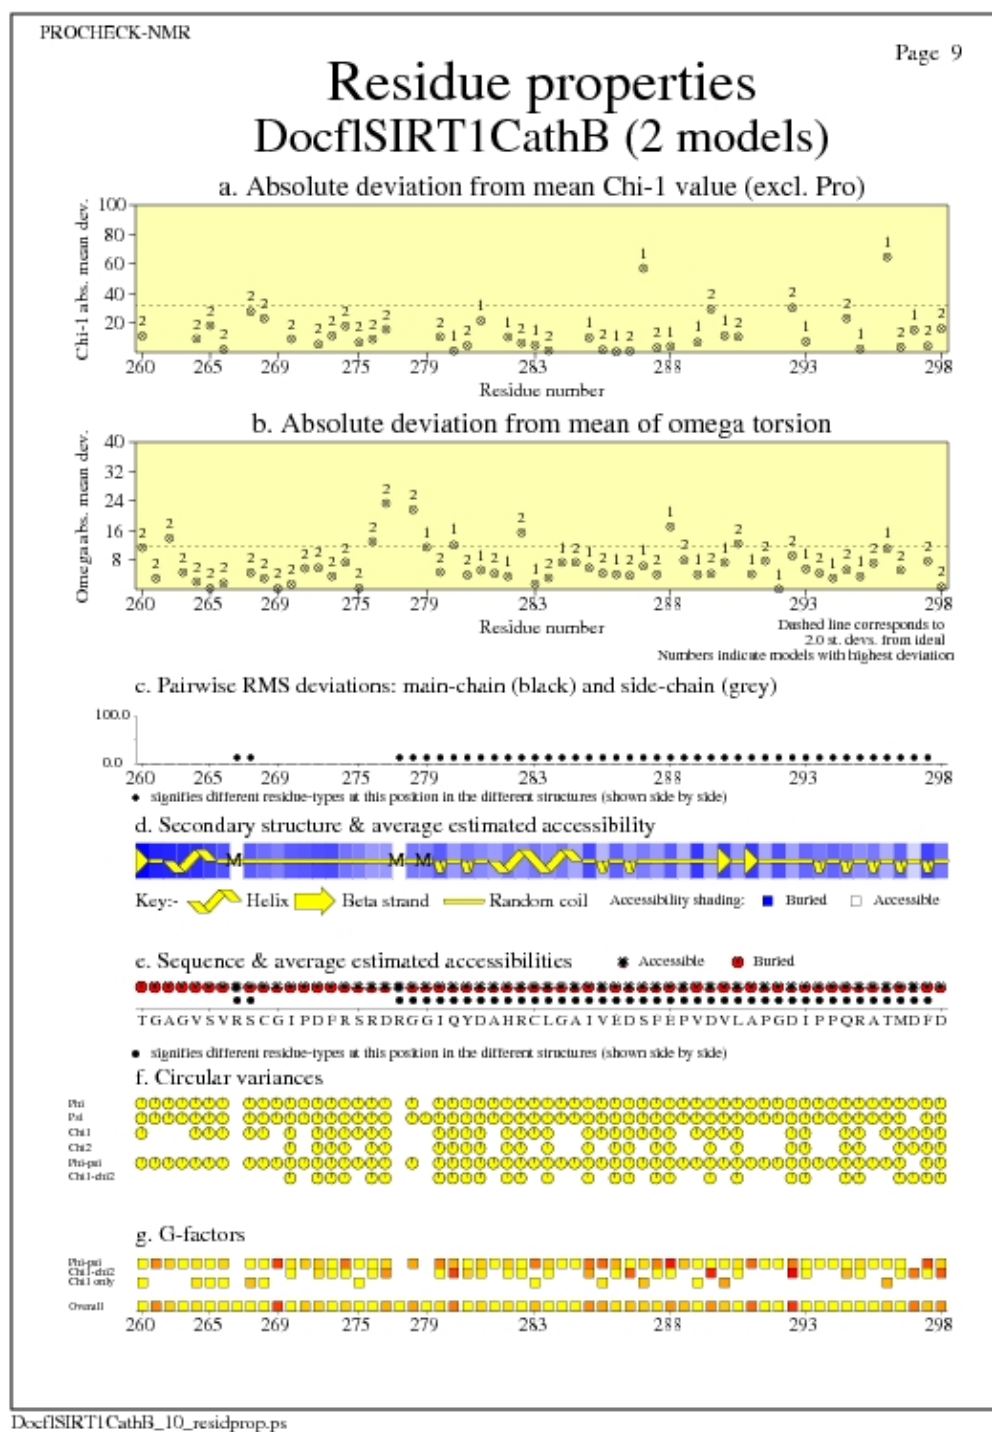 PROCHECK-NMR
Page 9
Residue properties
DocflSIRT1CathB (2 models)
a. Absolute deviation from mean Chi-1 value (excl. Pro)
Chi-1 abs. mean dev.
100
80
60
40
20
260 265 269 275 279 283 288 293 298
Residue number
b. Absolute deviation from mean of omega torsion
Omega abs. mean dev.
40
32
24
16
8
260 265 269 275 279 283 288 293 298
Residue number
Dashed line corresponds to
2.0 st. devs. from ideal
Numbers indicate models with highest deviation
c. Pairwise RMS deviations: main-chain (black) and side-chain (grey)
100.0
0.0
260 265 269 275 279 283 288 293 298
signifies different residue-types at this position in the different structures (shown side by side)
d. Secondary structure & average estimated accessibility
M M M
Key:- Helix Beta strand Random coil Accessibility shading: Buried Accessible
e. Sequence & average estimated accessibilities Accessible Buried
T G A G V S V R S C G I P D F R S R D R G G I Q Y D A H R C L G A I V E D S F E P V D V L A P G D I P P Q R A T M D F D
signifies different residue-types at this position in the different structures (shown side by side)
f. Circular variances
Phi
Psi
Chi1
Chi2
Phi-psi
Chi1-chi2
g. G-factors
Phi-psi
Chi1-chi2
Chi1 only
Overall
260 265 269 275 279 283 288 293 298
DocflSIRT1CathB_10_residprop.ps